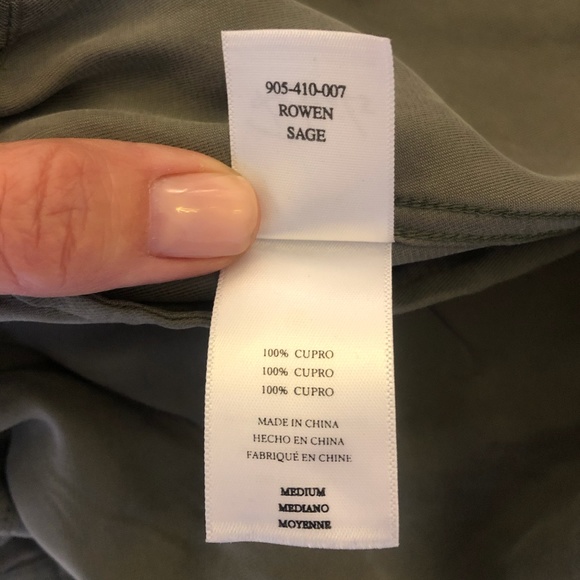 905-410-007
ROWEN
SAGE
100% CUPRO
100% CUPRO
100% CUPRO
MADE IN CHINA
HECHO EN CHINA
FABRIQUÉ EN CHINE
MEDIUM
MEDIANO
MOYENNE